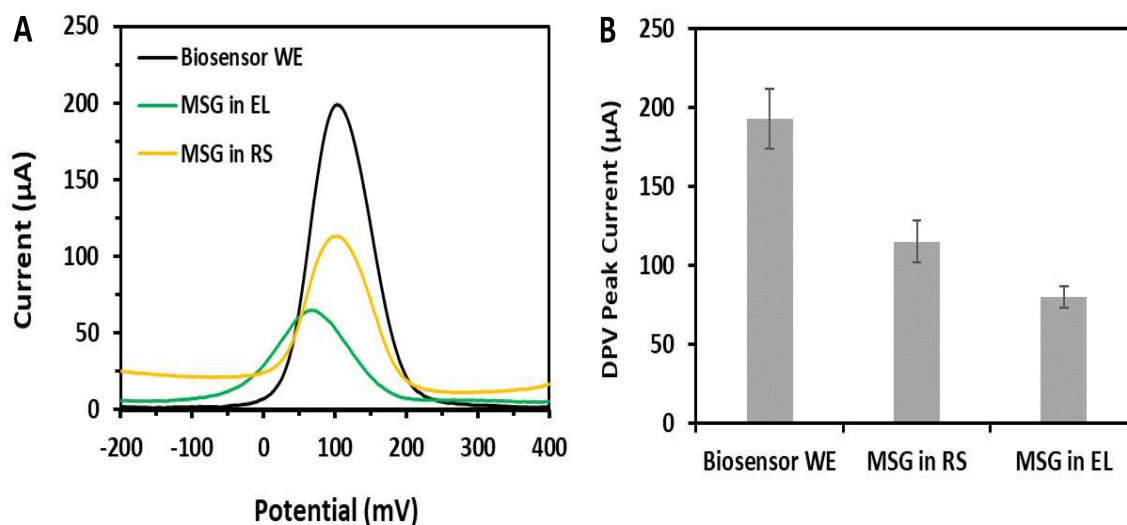 A
Current (µA)
250
200
150
100
50
0
Biosensor WE
MSG in EL
MSG in RS
-200 -100 0 100 200 300 400
Potential (mV)
B
DPV Peak Current (µA)
250
200
150
100
50
0
Biosensor WE MSG in RS MSG in EL